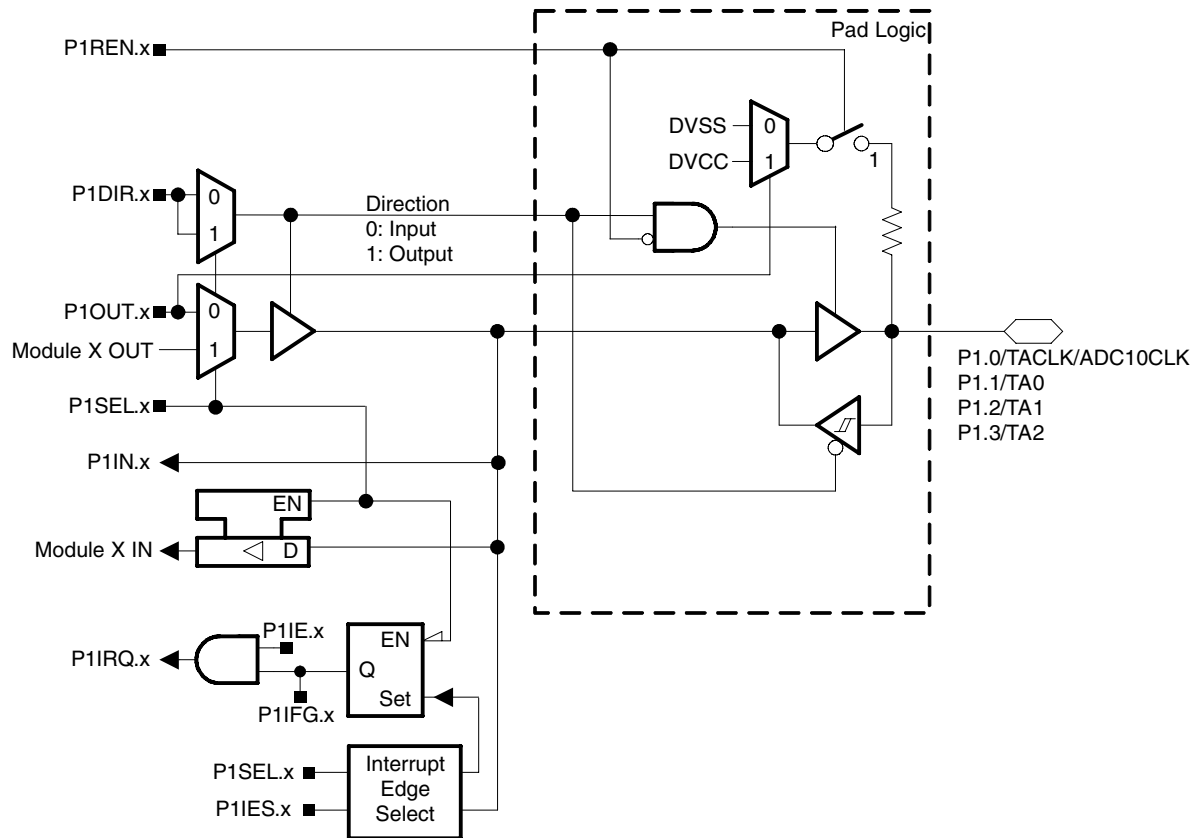 Pad Logic
P1REN.x
DVSS
0
DVCC
1
1
P1DIR.x
0
1
Direction
0: Input
1: Output
P1OUT.x
0
Module X OUT
1
P1.0/TACLK/ADC10CLK
P1.1/TA0
P1.2/TA1
P1.3/TA2
P1SEL.x
P1IN.x
EN
Module X IN
D
P1IE.x
EN
P1IRQ.x
Q
Set
P1IFG.x
P1SEL.x
Interrupt
Edge
Select
P1IES.x